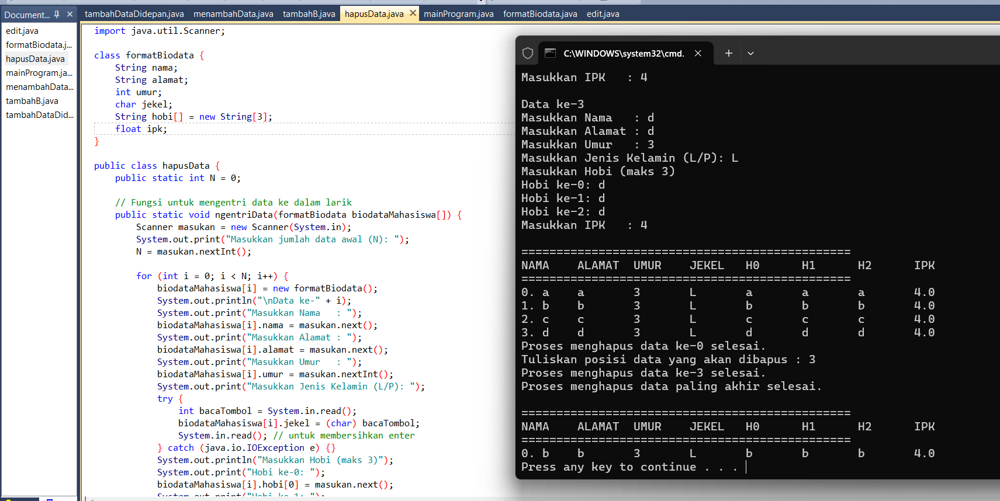 Document...
tambahDataDidepan.java menambahData.java tambahB.java hapusData.java mainProgram.java formatBiodata.java edit.java
edit.java
formatBiodata.j...
hapusData.java
mainProgram.ja...
menambahData...
tambahB.java
tambahDataDid...
import java.util.Scanner;
class formatBiodata {
String nama;
String alamat;
int umur;
char jekel;
String hobi[] = new String[3];
float ipk;
}
public class hapusData {
public static int N = 0;
// Fungsi untuk mengentri data ke dalam larik
public static void ngentriData(formatBiodata biodataMahasiswa[]) {
Scanner masukan = new Scanner(System.in);
System.out.print("Masukkan jumlah data awal (N): ");
N = masukan.nextInt();
for (int i = 0; i < N; i++) {
biodataMahasiswa[i] = new formatBiodata();
System.out.println("\nData ke-" + i);
System.out.print("Masukkan Nama   : ");
biodataMahasiswa[i].nama = masukan.next();
System.out.print("Masukkan Alamat : ");
biodataMahasiswa[i].alamat = masukan.next();
System.out.print("Masukkan Umur   : ");
biodataMahasiswa[i].umur = masukan.nextInt();
System.out.print("Masukkan Jenis Kelamin (L/P): ");
try {
int bacaTombol = System.in.read();
biodataMahasiswa[i].jekel = (char) bacaTombol;
System.in.read(); // untuk membersihkan enter
} catch (java.io.IOException e) {}
System.out.println("Masukkan Hobi (maks 3)");
System.out.print("Hobi ke-0: ");
biodataMahasiswa[i].hobi[0] = masukan.next();
System.out.print("Hobi ke-1: ");
C:\WINDOWS\system32\cmd.
Masukkan IPK   : 4
Data ke-3
Masukkan Nama   : d
Masukkan Alamat : d
Masukkan Umur   : 3
Masukkan Jenis Kelamin (L/P): L
Masukkan Hobi (maks 3)
Hobi ke-0: d
Hobi ke-1: d
Hobi ke-2: d
Masukkan IPK   : 4
===============================================
NAMA    ALAMAT  UMUR    JEKEL   H0      H1      H2      IPK
===============================================
0. a    a       3       L       a       a       a       4.0
1. b    b       3       L       b       b       b       4.0
2. c    c       3       L       c       c       c       4.0
3. d    d       3       L       d       d       d       4.0
Proses menghapus data ke-0 selesai.
Tuliskan posisi data yang akan dibapus : 3
Proses menghapus data ke-3 selesai.
Proses menghapus data paling akhir selesai.
===============================================
NAMA    ALAMAT  UMUR    JEKEL   H0      H1      H2      IPK
===============================================
0. b    b       3       L       b       b       b       4.0
Press any key to continue . . .